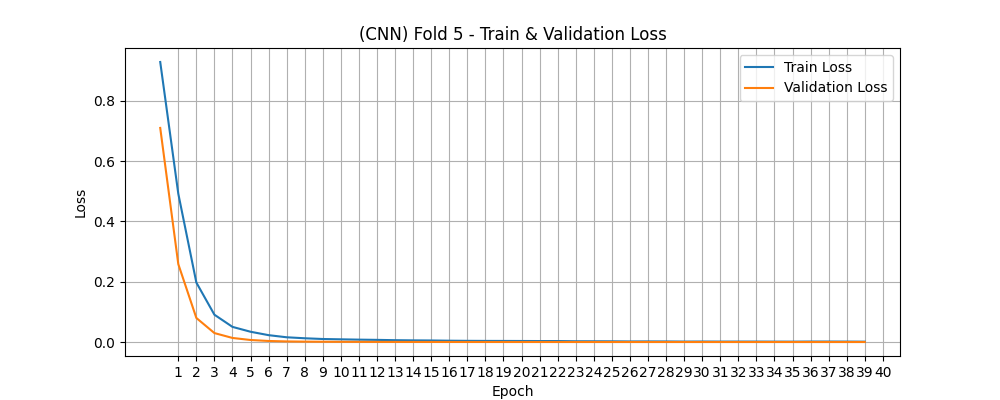 (CNN) Fold 5 - Train & Validation Loss
Train Loss
Validation Loss
0.8
0.6
0.4
0.2
0.0
Loss
1 2 3 4 5 6 7 8 9 10 11 12 13 14 15 16 17 18 19 20 21 22 23 24 25 26 27 28 29 30 31 32 33 34 35 36 37 38 39 40
Epoch